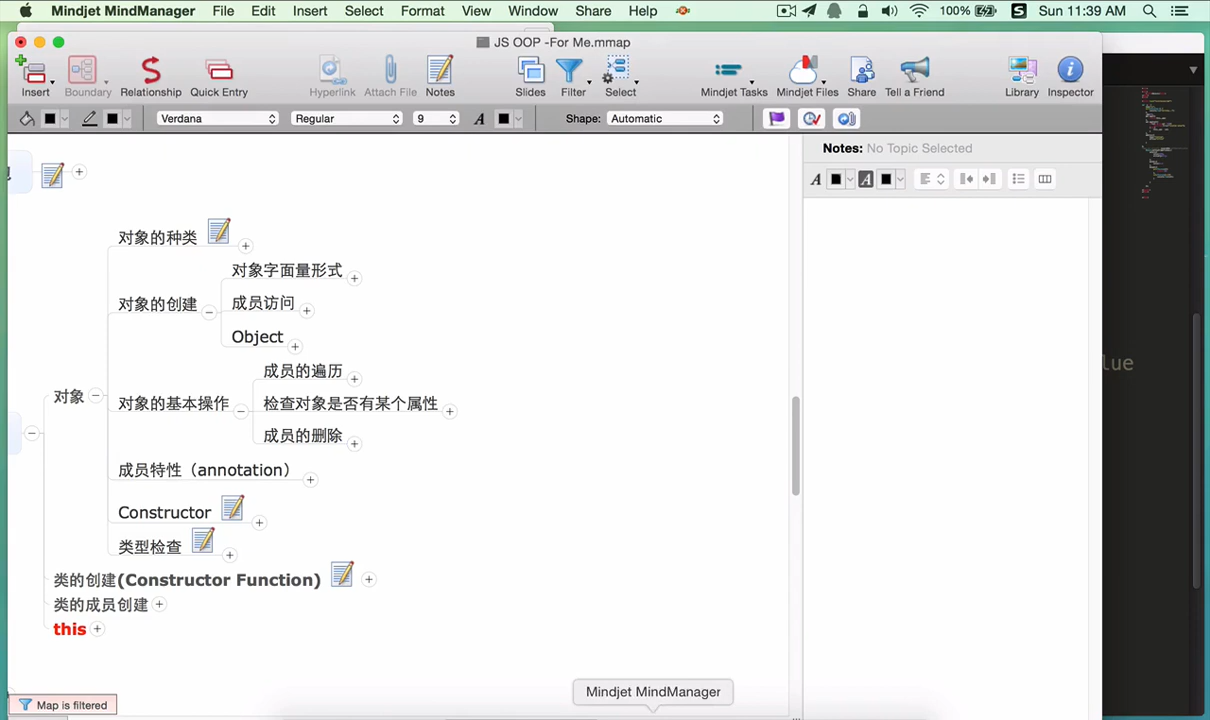 Mindjet MindManager File Edit Insert Select Format View Window Share Help 100% Sun 11:39 AM
JS OOP -For Me.mmap
Insert Boundary Relationship Quick Entry Hyperlink Attach File Notes Slides Filter Select Mindjet Tasks Mindjet Files Share Tell a Friend Library Inspector
Verdana Regular 9 Shape: Automatic
Notes: No Topic Selected
对象的种类
对象字面量形式
对象的创建
成员访问
Object
成员的遍历
对象
对象的基本操作
检查对象是否有某个属性
成员的删除
成员特性（annotation）
Constructor
类型检查
类的创建(Constructor Function)
类的成员创建
this
lue
Mindjet MindManager
Map is filtered